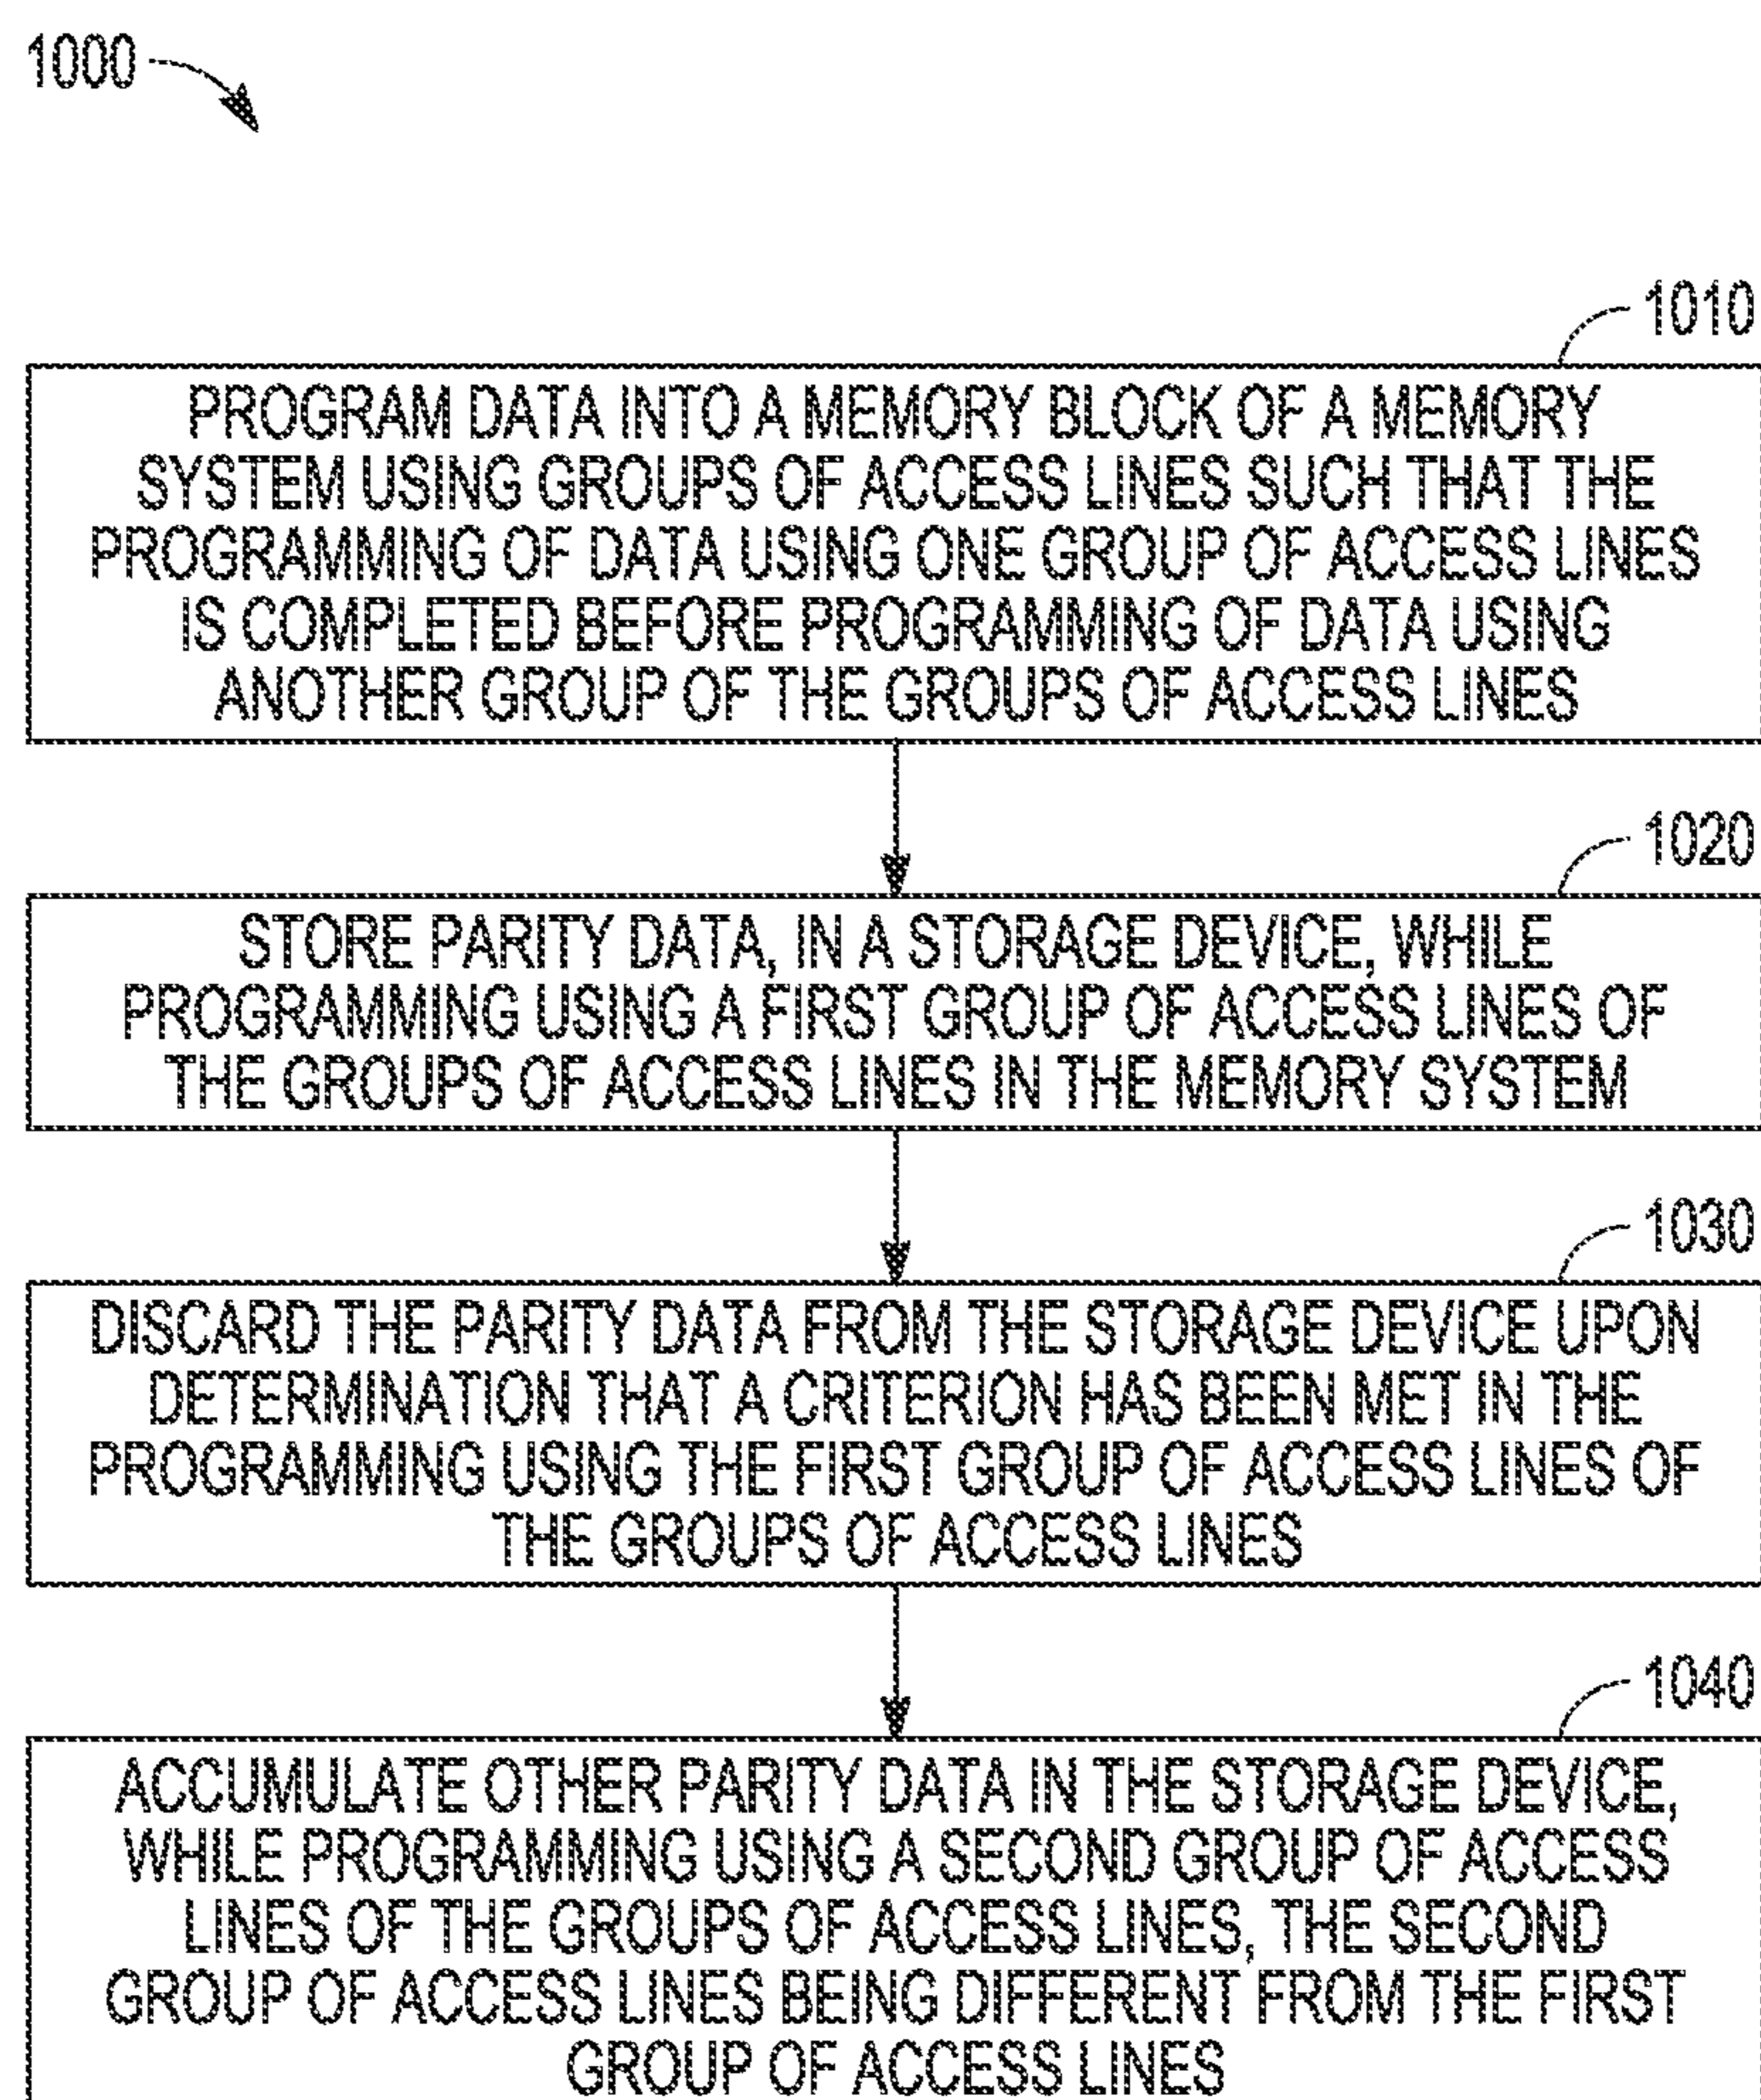 1000
1010
PROGRAM DATA INTO A MEMORY BLOCK OF A MEMORY
SYSTEM USING GROUPS OF ACCESS LINES SUCH THAT THE
PROGRAMMING OF DATA USING ONE GROUP OF ACCESS LINES
IS COMPLETED BEFORE PROGRAMMING OF DATA USING
ANOTHER GROUP OF THE GROUPS OF ACCESS LINES
1020
STORE PARITY DATA, IN A STORAGE DEVICE, WHILE
PROGRAMMING USING A FIRST GROUP OF ACCESS LINES OF
THE GROUPS OF ACCESS LINES IN THE MEMORY SYSTEM
1030
DISCARD THE PARITY DATA FROM THE STORAGE DEVICE UPON
DETERMINATION THAT A CRITERION HAS BEEN MET IN THE
PROGRAMMING USING THE FIRST GROUP OF ACCESS LINES OF
THE GROUPS OF ACCESS LINES
1040
ACCUMULATE OTHER PARITY DATA IN THE STORAGE DEVICE,
WHILE PROGRAMMING USING A SECOND GROUP OF ACCESS
LINES OF THE GROUPS OF ACCESS LINES, THE SECOND
GROUP OF ACCESS LINES BEING DIFFERENT FROM THE FIRST
GROUP OF ACCESS LINES